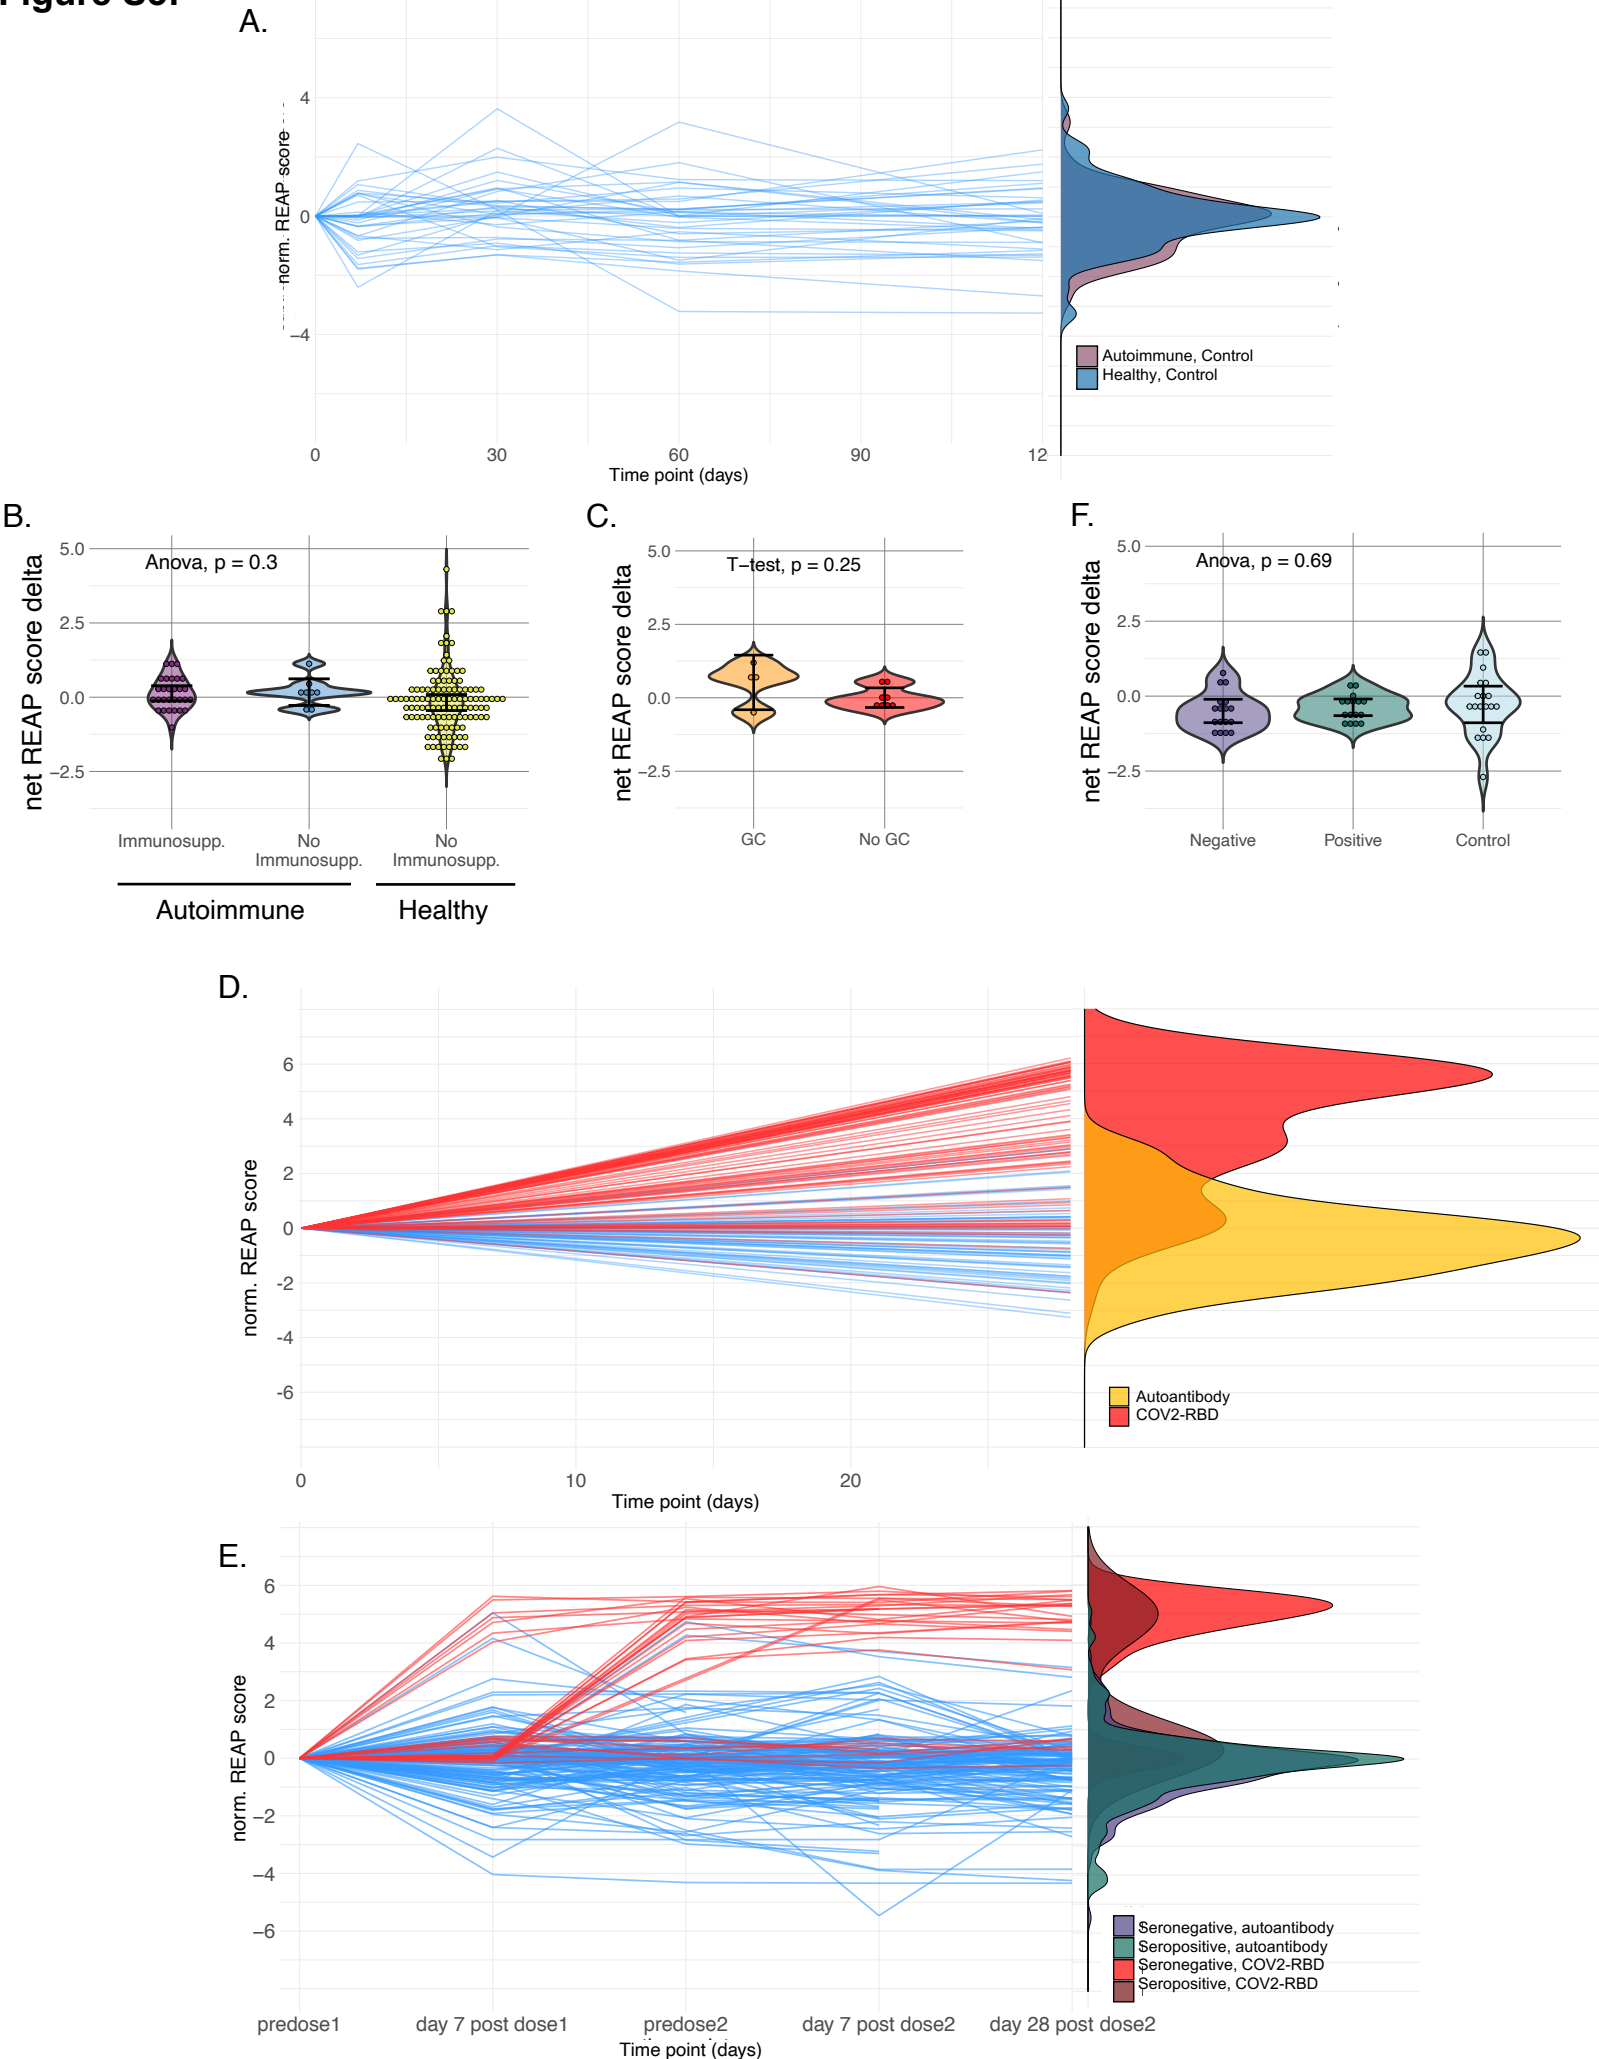 A.
4
0
−4
norm. REAP score
Autoimmune, Control
Healthy, Control
0 30 60 90 12
Time point (days)
B.
5.0
2.5
0.0
−2.5
net REAP score delta
Anova, p = 0.3
Immunosupp.
No Immunosupp.
No Immunosupp.
Autoimmune
Healthy
C.
5.0
2.5
0.0
−2.5
net REAP score delta
T−test, p = 0.25
GC
No GC
F.
5.0
2.5
0.0
−2.5
net REAP score delta
Anova, p = 0.69
Negative
Positive
Control
D.
6
4
2
0
-2
-4
-6
norm. REAP score
Autoantibody
COV2-RBD
0 10 20
Time point (days)
E.
6
4
2
0
−2
−4
−6
norm. REAP score
Seronegative, autoantibody
Seropositive, autoantibody
Seronegative, COV2-RBD
Seropositive, COV2-RBD
predose1 day 7 post dose1 predose2 day 7 post dose2 day 28 post dose2
Time point (days)